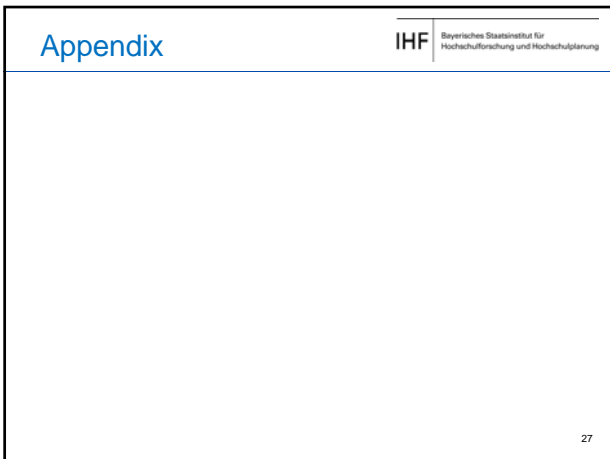 Appendix
IHF
Bayerisches Staatsinstitut für
Hochschulforschung und Hochschulplanung
27